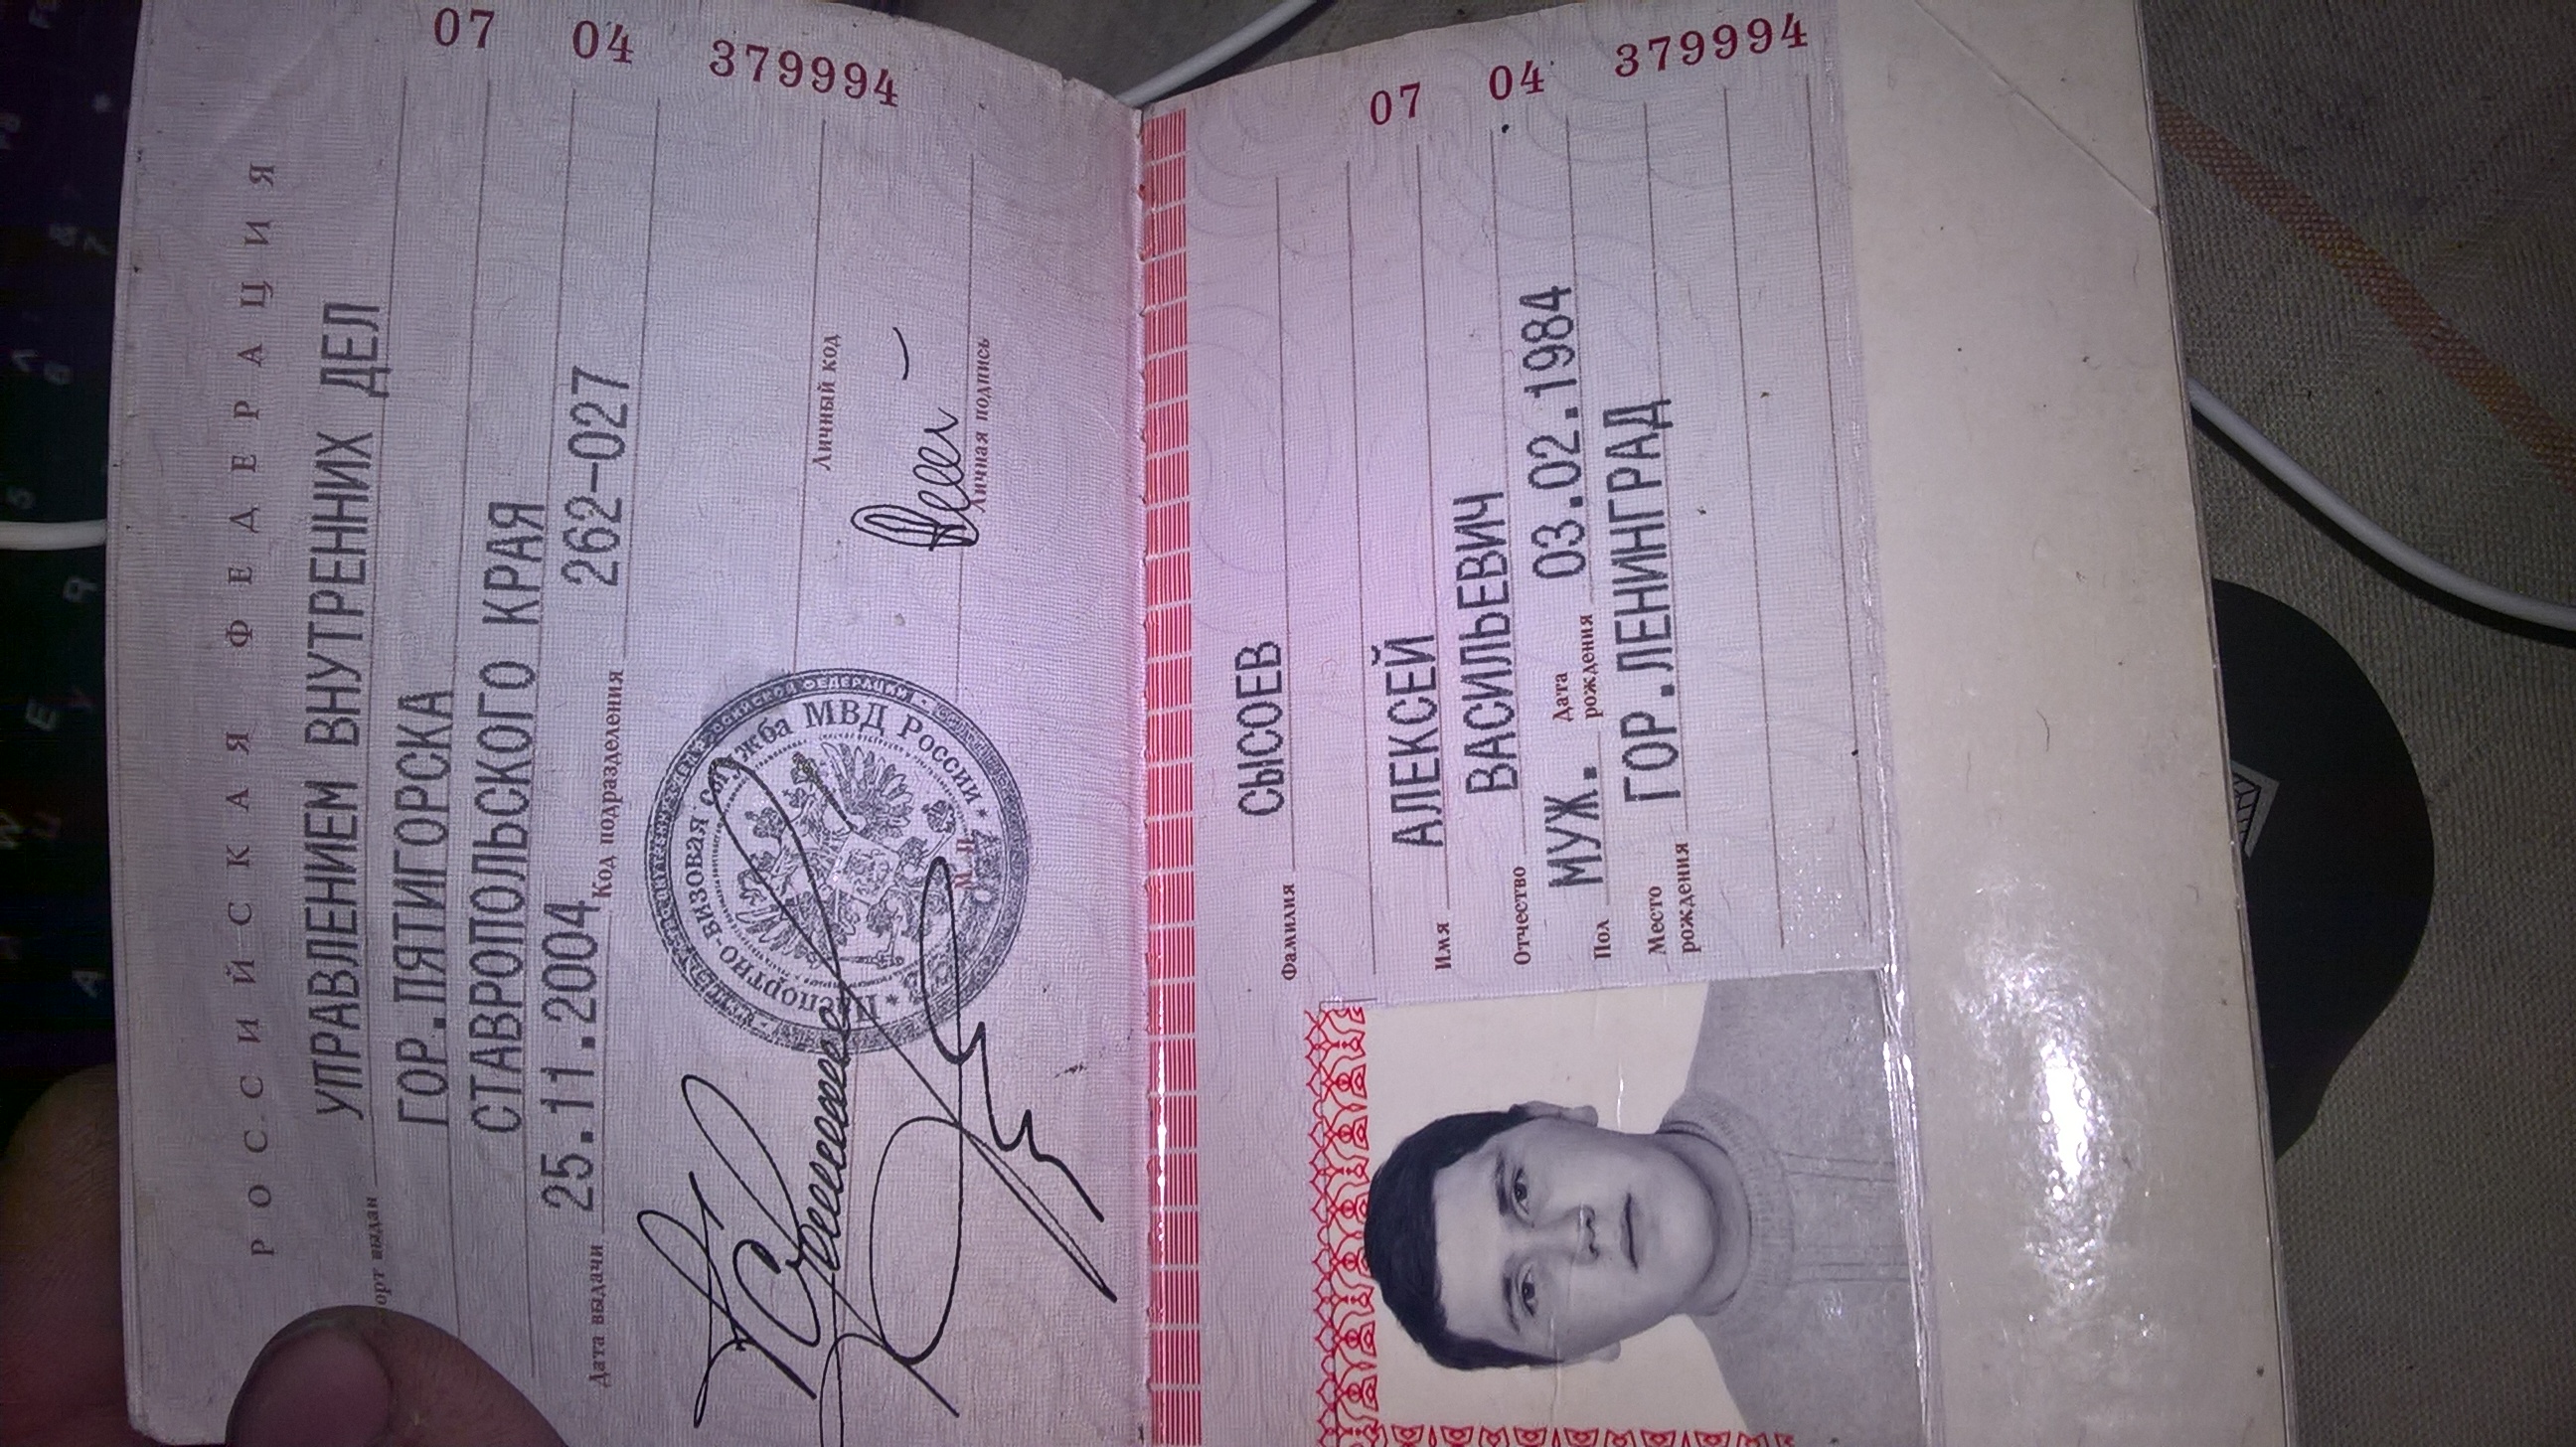 РОССИЙСКАЯ ФЕДЕРАЦИЯ
орт выдан УПРАВЛЕНИЕМ ВНУТРЕННИХ ДЕЛ
ГОР.ПЯТИГОРСКА
СТАВРОПОЛЬСКОГО КРАЯ
Дата выдачи 25.11.2004 Код подразделения 262-027
Паспортно-визовая служба МВД России
Личный код
М. П.
Личная подпись
07 04 379994
Фамилия СЫСОЕВ
Имя АЛЕКСЕЙ
Отчество ВАСИЛЬЕВИЧ
Пол МУЖ. Дата рождения 03.02.1984
Место рождения ГОР.ЛЕНИНГРАД
07 04 379994